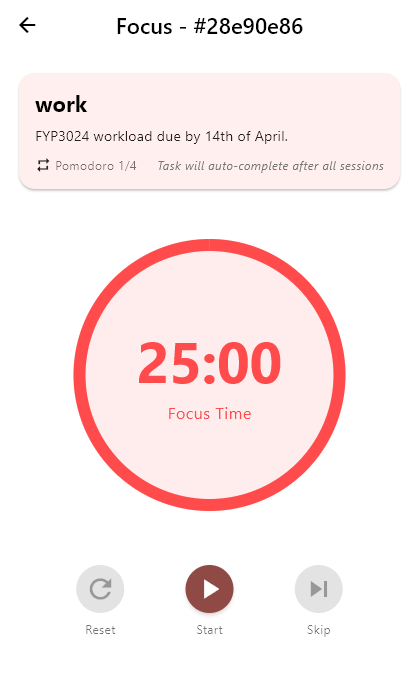 Focus - #28e90e86
work
FYP3024 workload due by 14th of April.
Pomodoro 1/4 Task will auto-complete after all sessions
25:00
Focus Time
Reset Start Skip